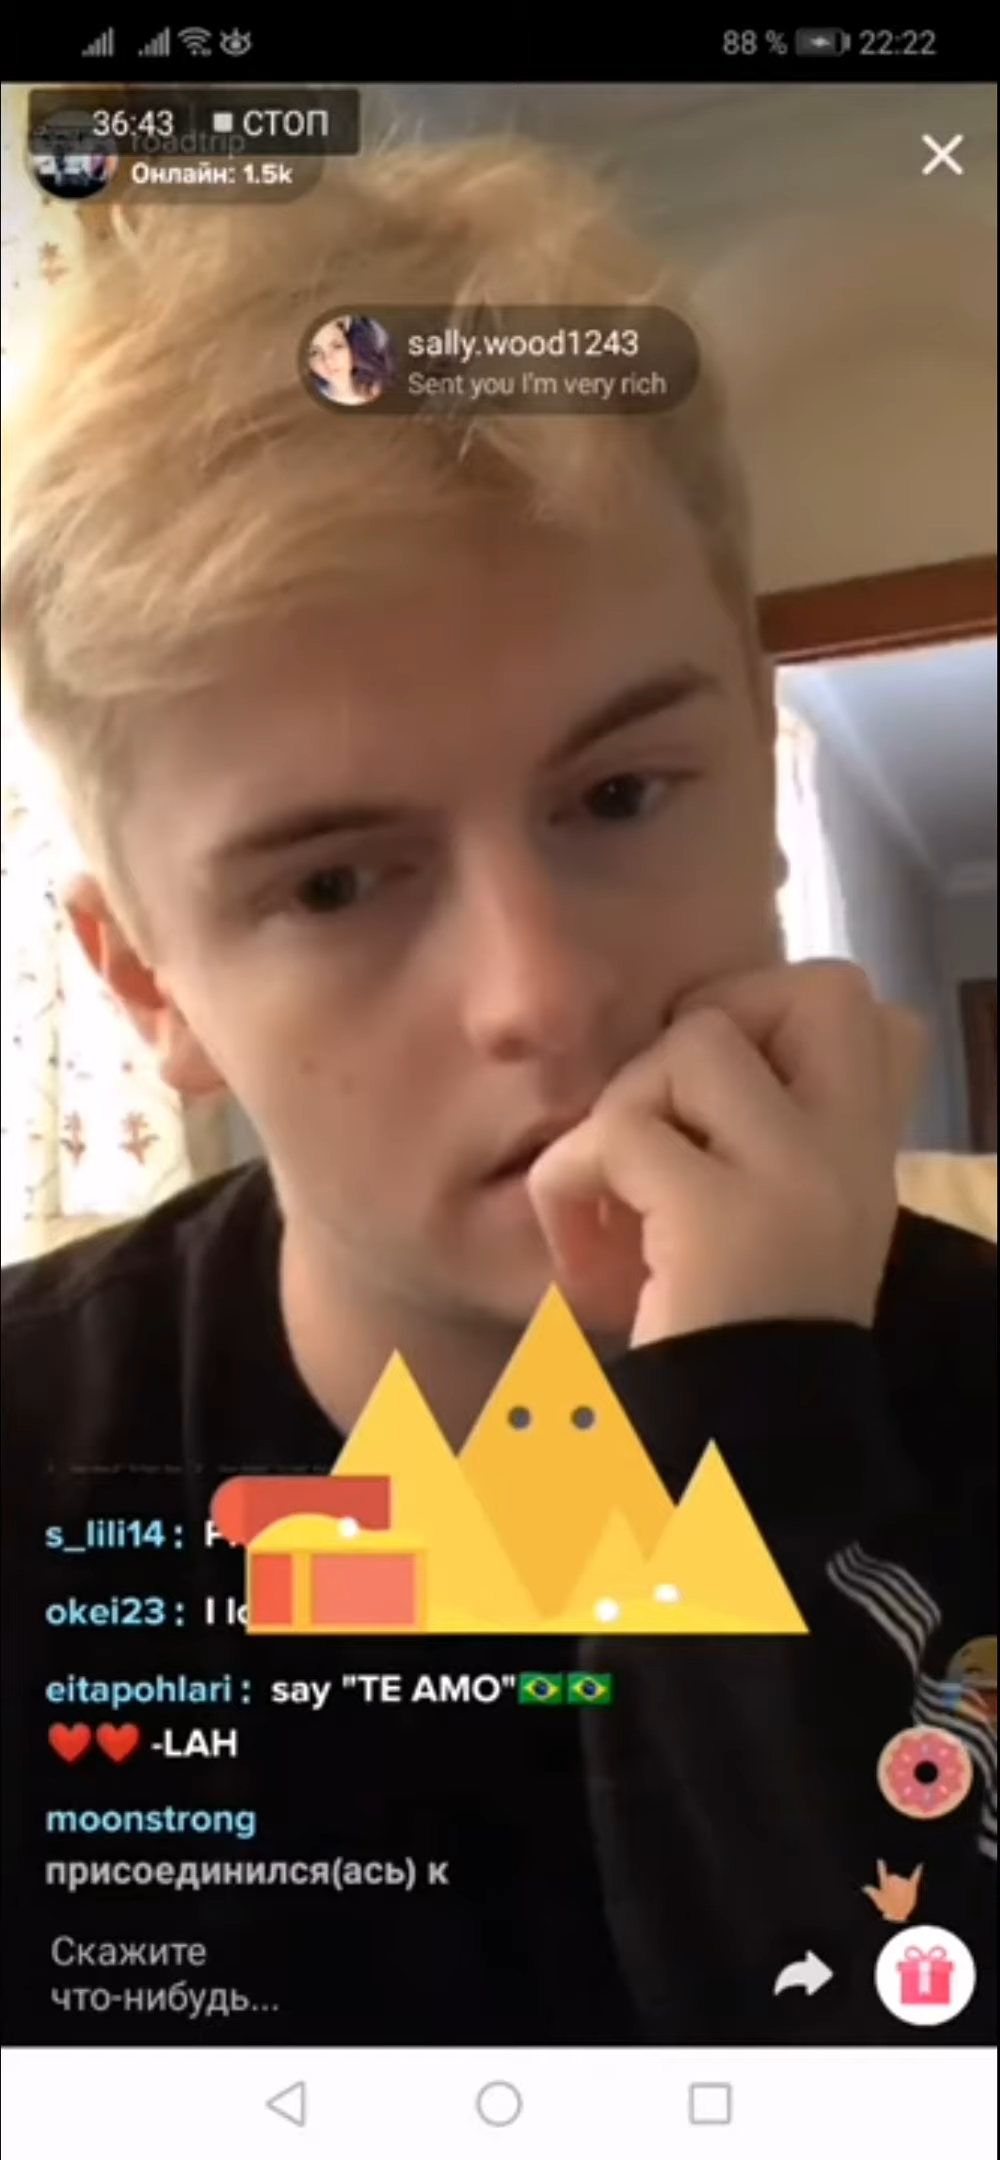 88 % 22:22
36:43 СТОП
roadtrip
Онлайн: 1.5k
sally.wood1243
Sent you I'm very rich
s_lili14 :
okei23 : I
eitapohlari : say "TE AMO"🇧🇷🇧🇷
❤️❤️ -LAH
moonstrong
присоединился(ась) к
Скажите
что-нибудь...